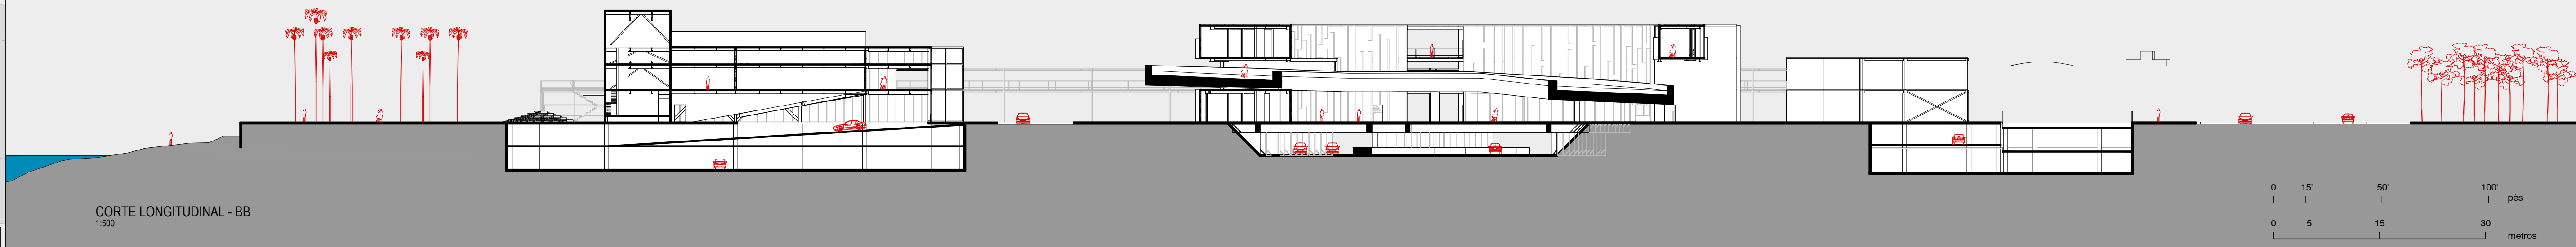 CORTE LONGITUDINAL - BB
1:500
0 15' 50' 100'
pés
0 5 15 30
metros